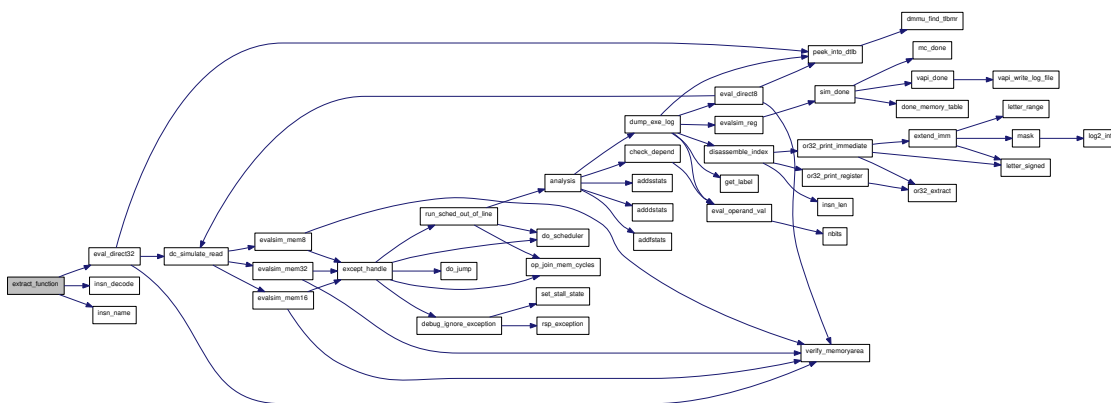 dmmu_find_tlbmr
mc_done
peek_into_dtlb
vapi_done
vapi_write_log_file
eval_direct8
sim_done
done_memory_table
letter_range
dump_exe_log
evalsim_reg
extend_imm
mask
log2_int
check_depend
disassemble_index
or32_print_immediate
letter_signed
analysis
addsstats
get_label
or32_print_register
or32_extract
run_sched_out_of_line
adddstats
eval_operand_val
insn_len
evalsim_mem8
do_scheduler
addfstats
nbits
eval_direct32
dc_simulate_read
evalsim_mem32
except_handle
do_jump
op_join_mem_cycles
extract_function
insn_decode
evalsim_mem16
set_stall_state
insn_name
debug_ignore_exception
rsp_exception
verify_memoryarea